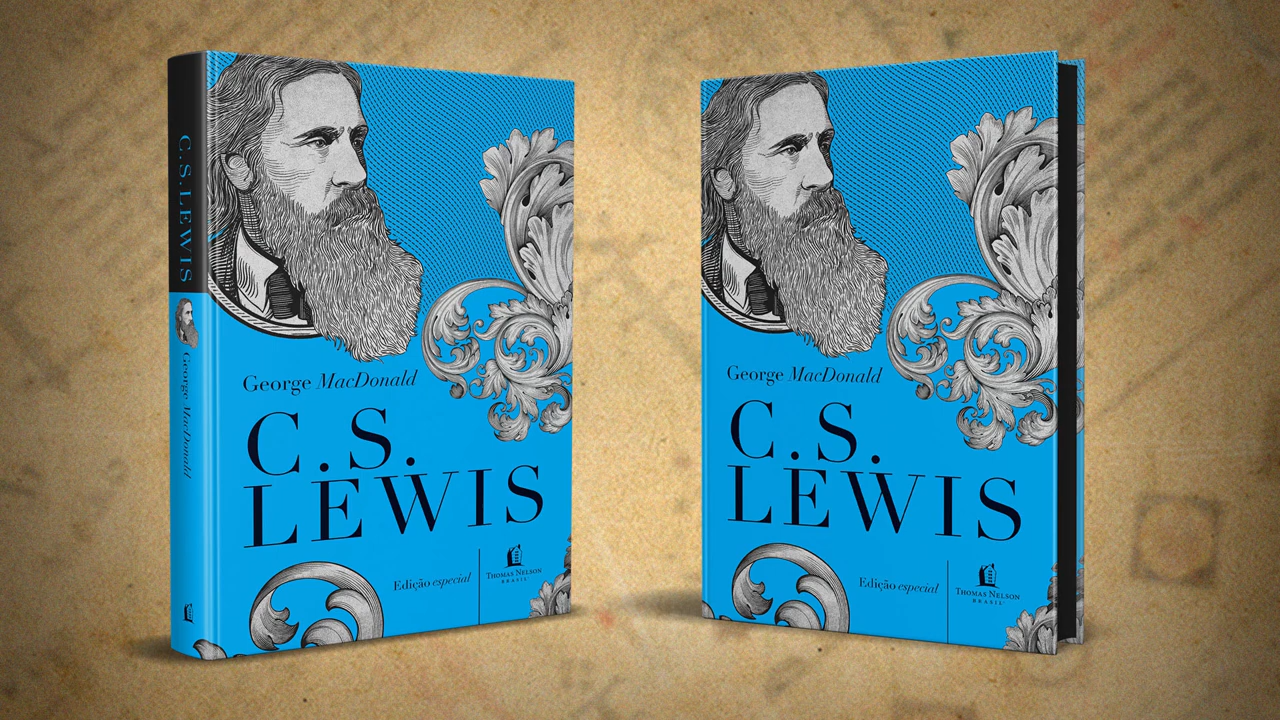 C.S.LEWIS
George MacDonald
George MacDonald
C.S.
LEWIS
Edição especial
THOMAS NELSON
BRASIL
George MacDonald
C.S.
LEWIS
Edição especial
THOMAS NELSON
BRASIL®